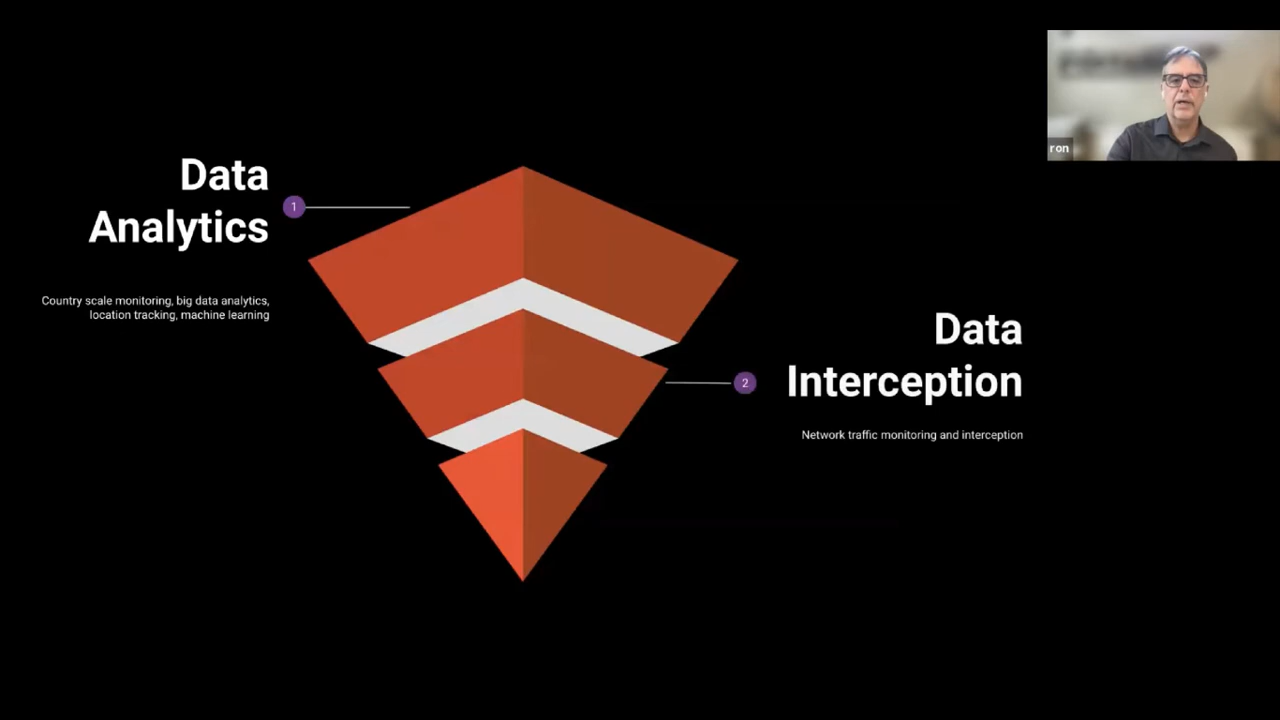 Data
Analytics
1
Country scale monitoring, big data analytics,
location tracking, machine learning
Data
Interception
2
Network traffic monitoring and interception
ron